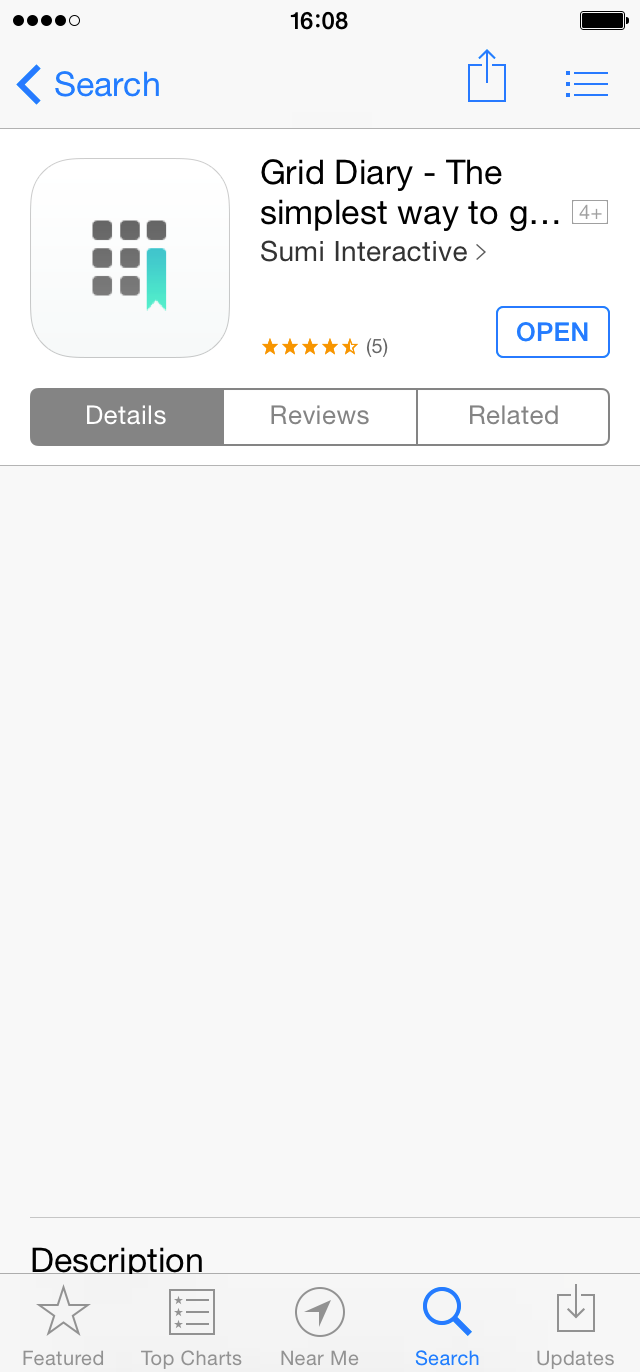 16:08
Search
Grid Diary - The
simplest way to g... 4+
Sumi Interactive >
(5)
OPEN
Details Reviews Related
Description
Featured Top Charts Near Me Search Updates